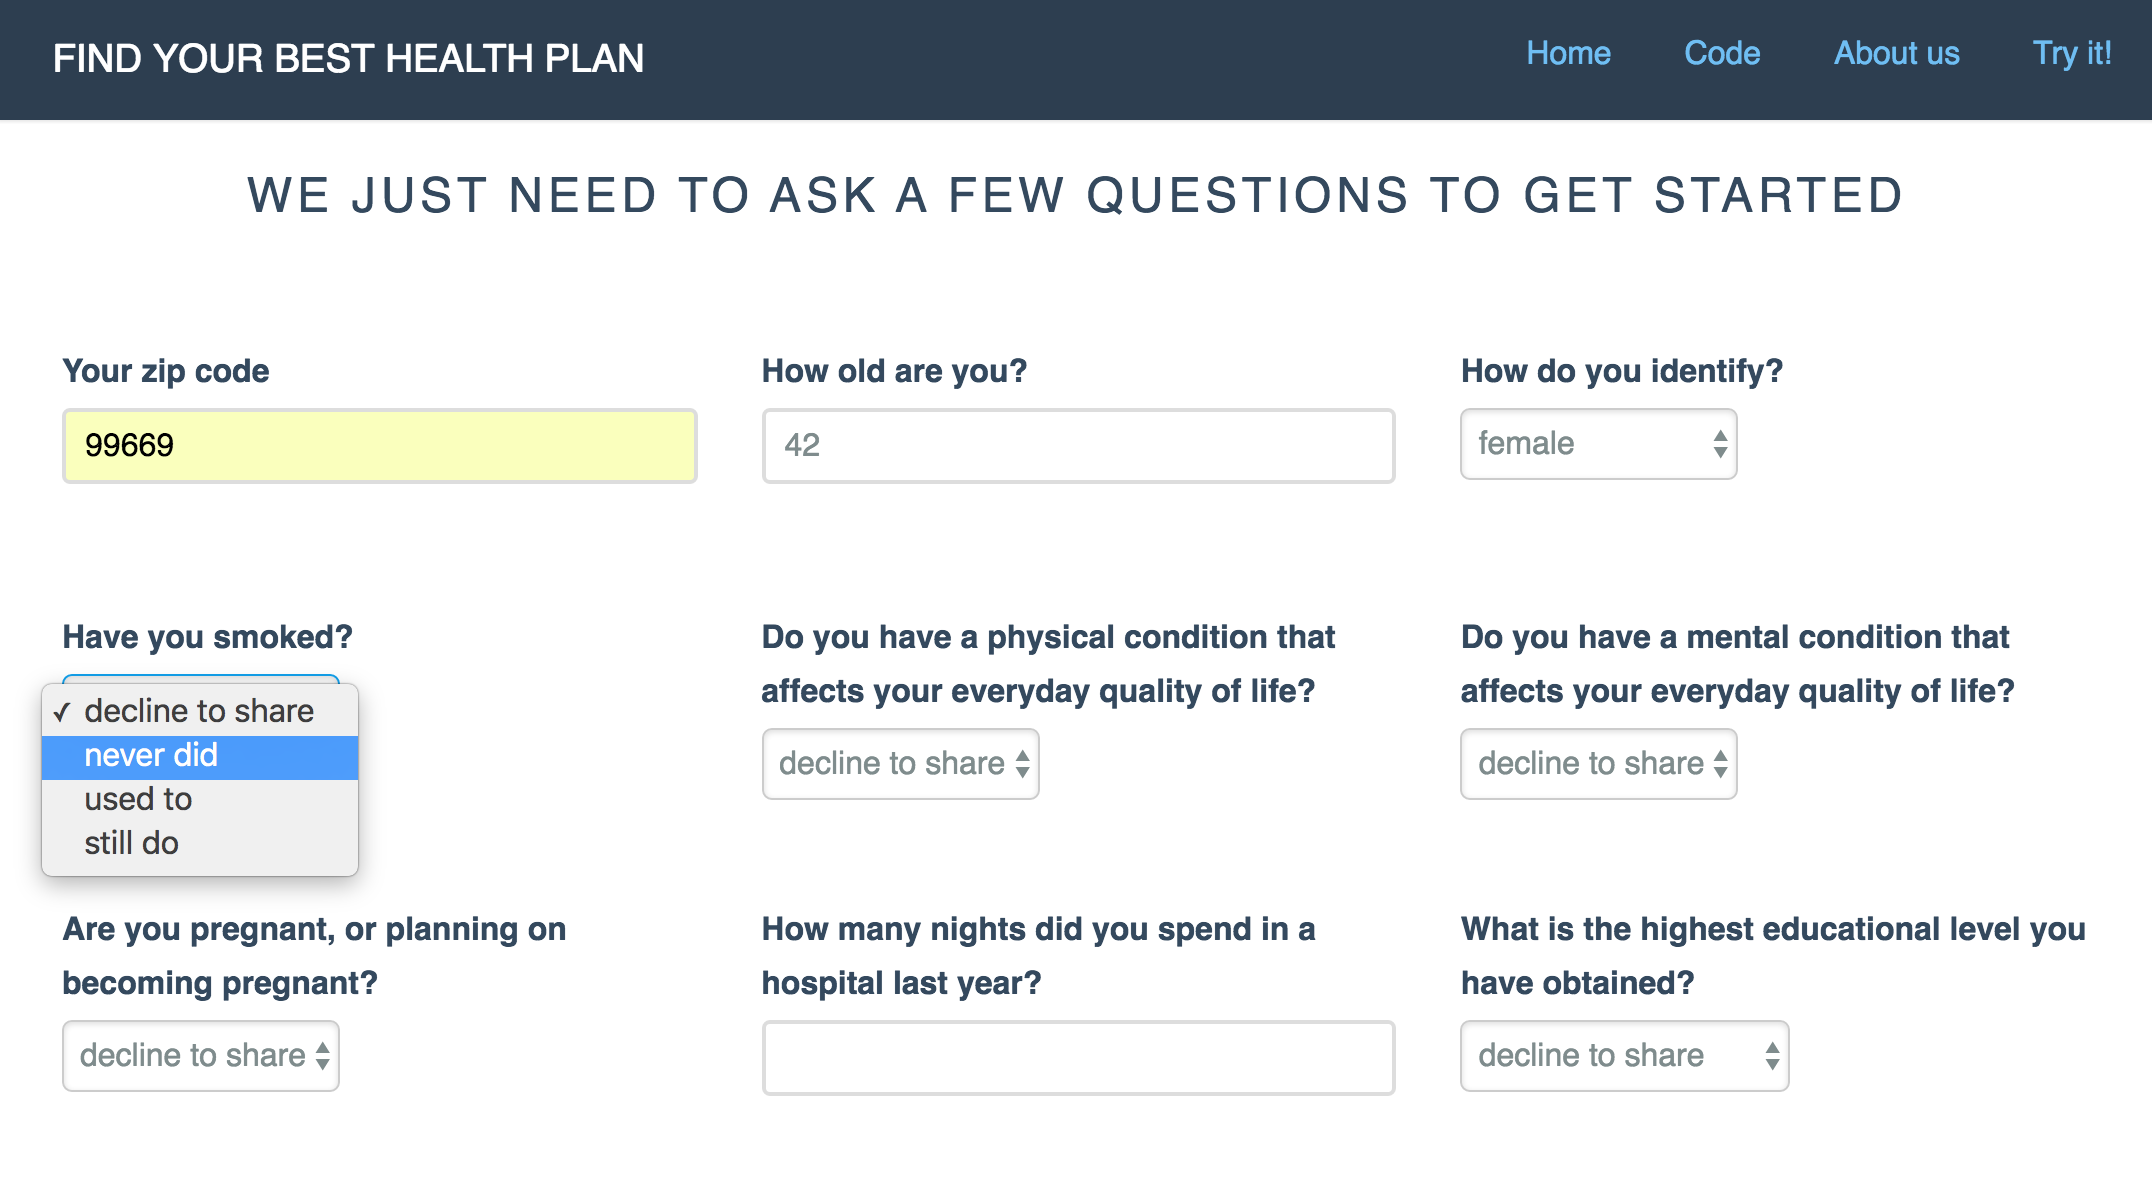 FIND YOUR BEST HEALTH PLAN
Home Code About us Try it!
WE JUST NEED TO ASK A FEW QUESTIONS TO GET STARTED
Your zip code
99669
How old are you?
42
How do you identify?
female
Have you smoked?
✓ decline to share
never did
used to
still do
Do you have a physical condition that
affects your everyday quality of life?
decline to share
Do you have a mental condition that
affects your everyday quality of life?
decline to share
Are you pregnant, or planning on
becoming pregnant?
decline to share
How many nights did you spend in a
hospital last year?
What is the highest educational level you
have obtained?
decline to share